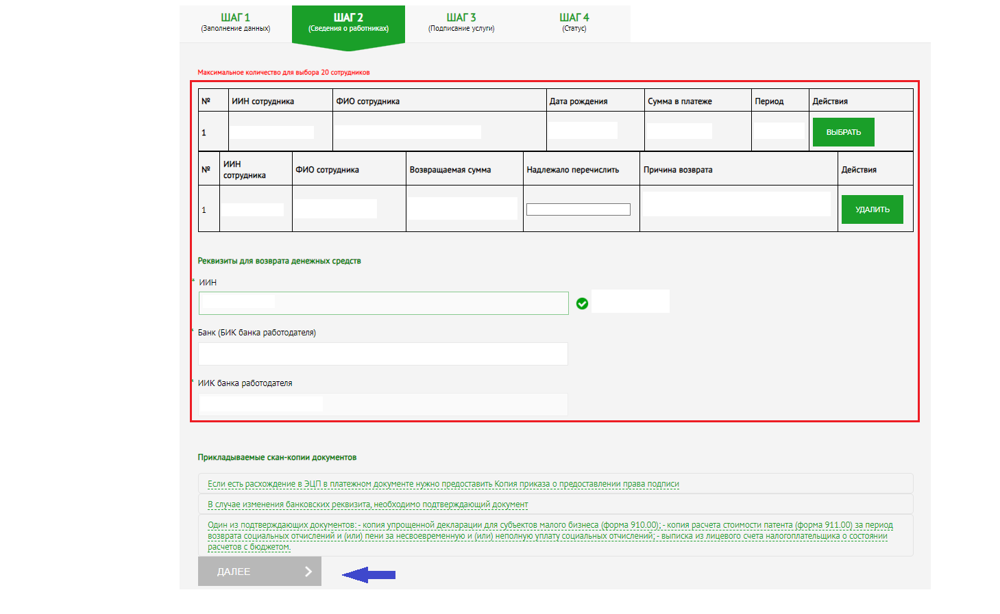 ШАГ 1
(Заполнение данных)
ШАГ 2
(Сведения о работниках)
ШАГ 3
(Подписание услуги)
ШАГ 4
(Статус)
Максимальное количество для выбора 20 сотрудников
№ ИИН сотрудника ФИО сотрудника Дата рождения Сумма в платеже Период Действия
1 ВЫБРАТЬ
№ ИИН сотрудника ФИО сотрудника Возвращаемая сумма Надлежало перечислить Причина возврата Действия
1 УДАЛИТЬ
Реквизиты для возврата денежных средств
* ИИН
* Банк (БИК банка работодателя)
* ИИК банка работодателя
Прикладываемые скан-копии документов
Если есть расхождение в ЭЦП в платежном документе нужно предоставить Копия приказа о предоставлении права подписи
В случае изменения банковских реквизита, необходимо подтверждающий документ
Один из подтверждающих документов: - копия упрощенной декларации для субъектов малого бизнеса (форма 910.00); - копия расчета стоимости патента (форма 911.00) за период
возврата социальных отчислений и (или) пени за несвоевременную и (или) неполную уплату социальных отчислений; - выписка из лицевого счета налогоплательщика о состоянии
расчетов с бюджетом.
ДАЛЕЕ